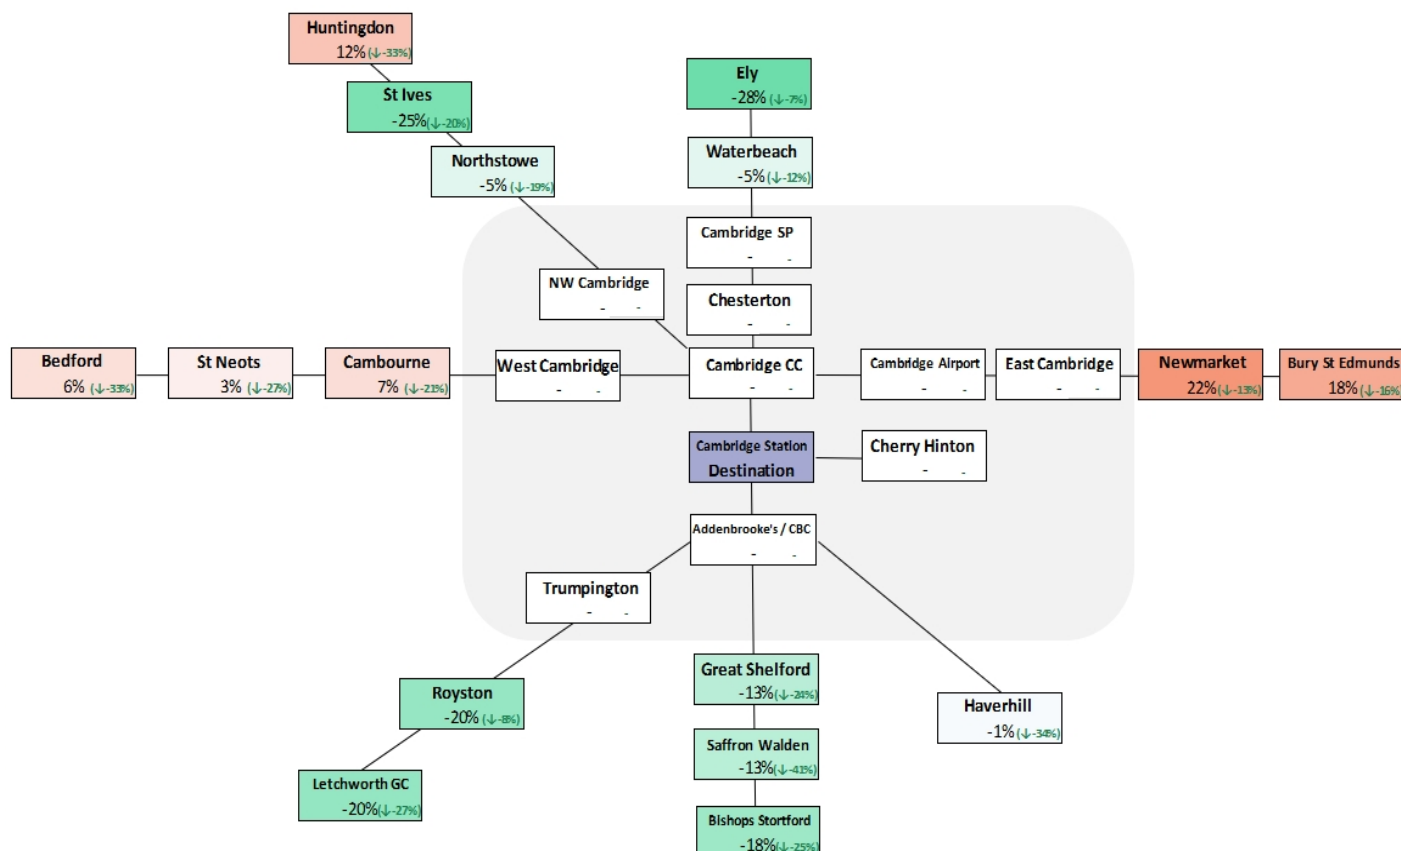 Huntingdon
12% (↓-33%)
St Ives
-25%(↓-20%)
Northstowe
-5% (↓-19%)
Ely
-28% (↓-7%)
Waterbeach
-5% (↓-12%)
Cambridge SP
- -
NW Cambridge
- -
Chesterton
- -
Bedford
6% (↓-33%)
St Neots
3% (↓-27%)
Cambourne
7% (↓-21%)
West Cambridge
- -
Cambridge CC
- -
Cambridge Airport
- -
East Cambridge
- -
Newmarket
22%(↓-13%)
Bury St Edmunds
18%(↓-16%)
Cambridge Station
Destination
Cherry Hinton
- -
Addenbrooke's / CBC
- -
Trumpington
- -
Royston
-20% (↓-8%)
Letchworth GC
-20%(↓-27%)
Great Shelford
-13%(↓-24%)
Saffron Walden
-13%(↓-41%)
Bishops Stortford
-18%(↓-25%)
Haverhill
-1% (↓-34%)